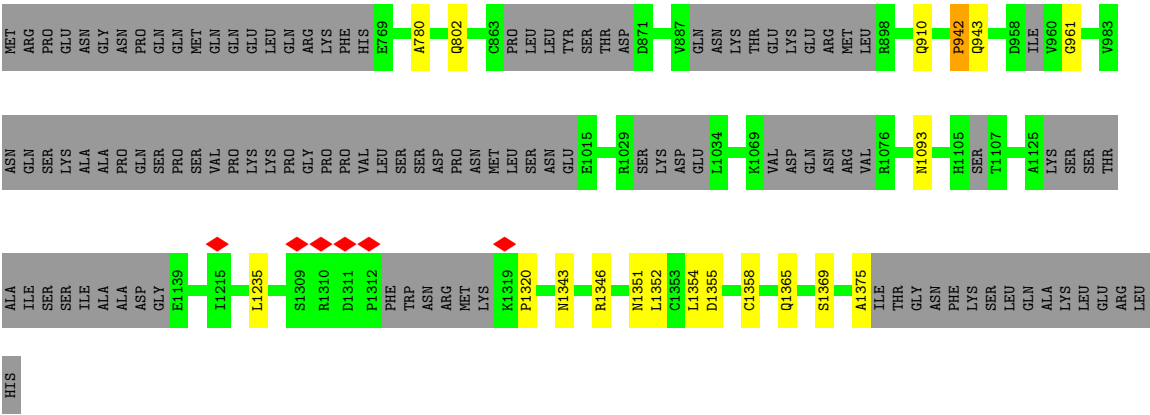 MET ARG PRO GLU ASN GLY ASN PRO GLN GLN MET GLN GLN GLU LEU GLN ARG LYS PHE HIS E769 A780 Q802 C863 PRO LEU LEU TYR SER THR ASP D871 V887 GLN ASN LYS THR GLU LYS GLU ARG MET LEU R898 Q910 P942 Q943 D958 ILE V960 G961 V983
ASN GLN SER LYS ALA ALA PRO GLN SER PRO SER VAL PRO LYS LYS PRO GLY PRO PRO VAL LEU SER SER ASP PRO ASN MET LEU SER ASN GLU E1015 R1029 SER LYS ASP GLU L1034 K1069 VAL ASP GLN ASN ARG VAL R1076 N1093 H1105 SER T1107 A1125 LYS SER SER THR
ALA ILE SER SER ILE ALA ALA ASP GLY E1139 I1215 L1235 S1309 R1310 D1311 P1312 PHE TRP ASN ARG MET LYS K1319 P1320 N1343 R1346 N1351 L1352 C1353 L1354 D1355 C1358 Q1365 S1369 A1375 ILE THR GLY ASN PHE LYS SER LEU GLN ALA LYS LEU GLU ARG LEU
HIS